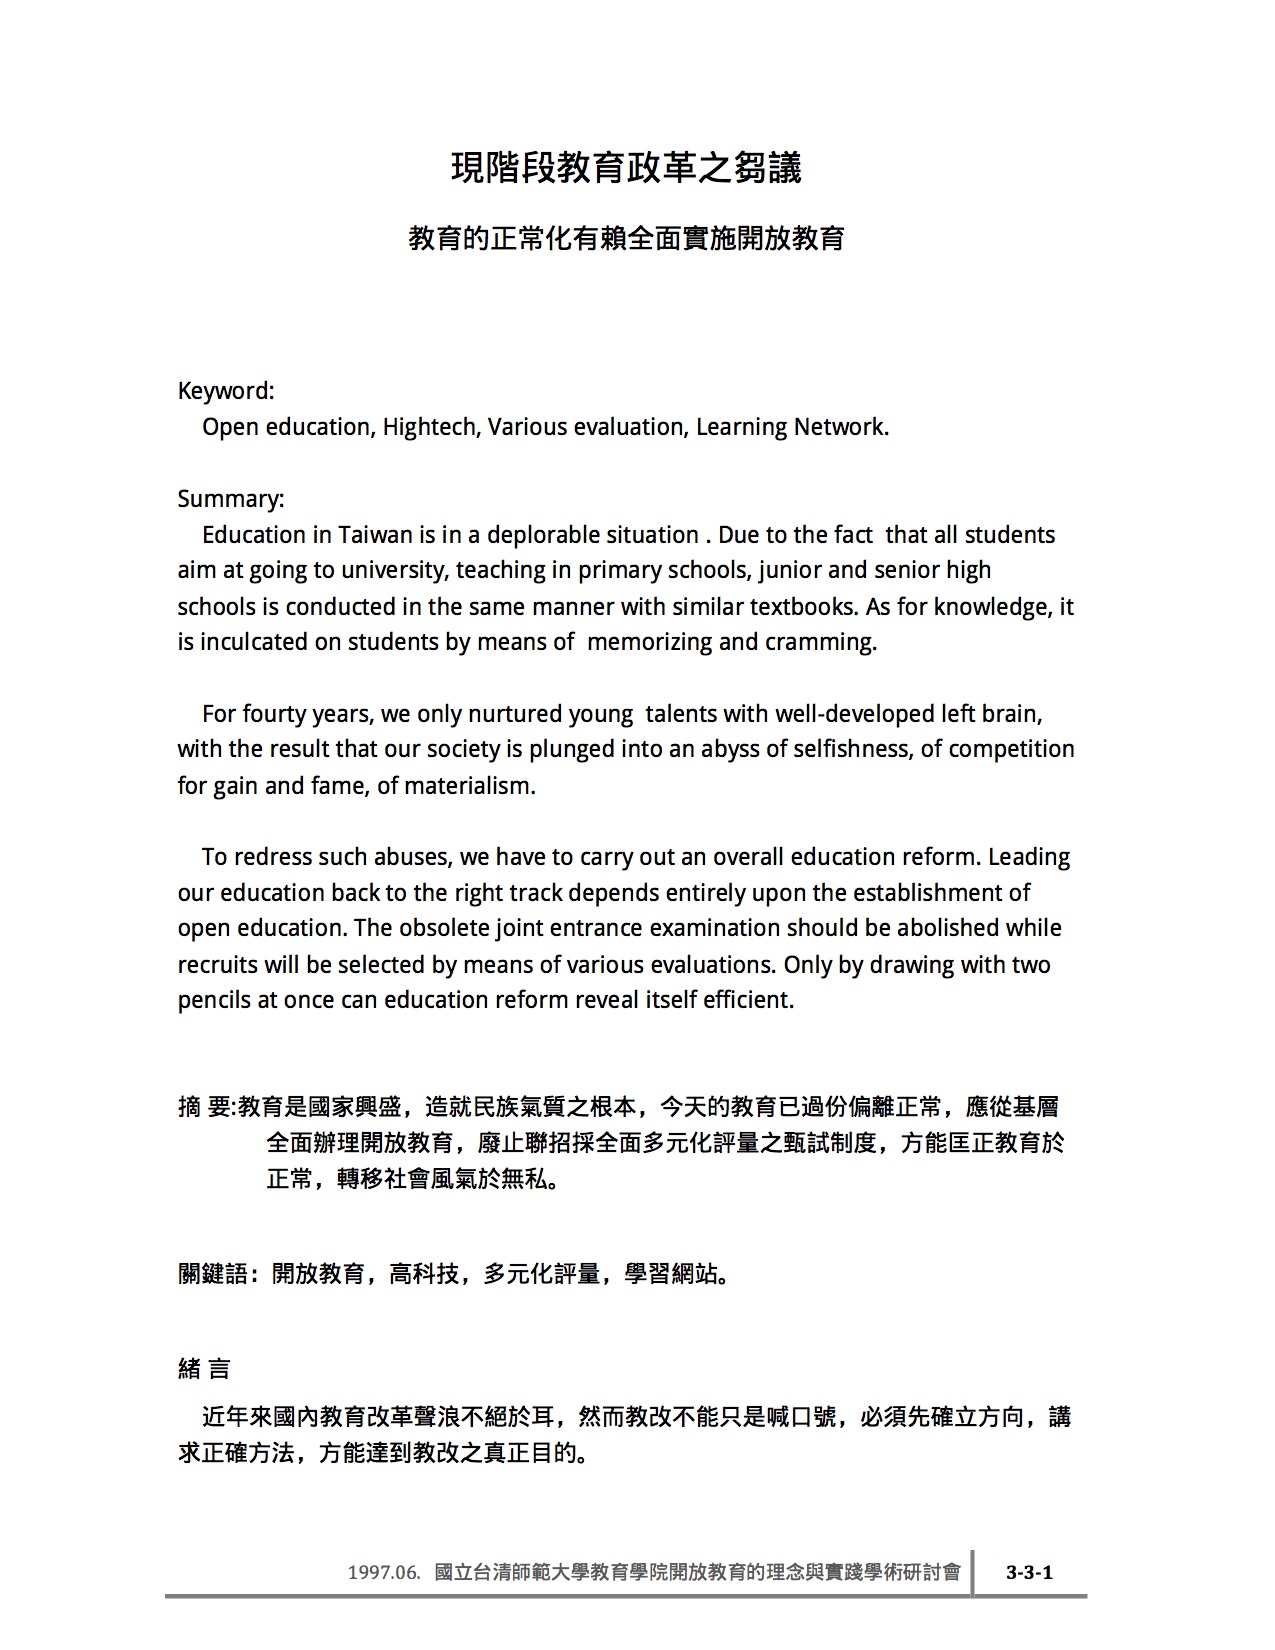 現階段教育政革之芻議
教育的正常化有賴全面實施開放教育
Keyword:
Open education, Hightech, Various evaluation, Learning Network.
Summary:
Education in Taiwan is in a deplorable situation . Due to the fact  that all students
aim at going to university, teaching in primary schools, junior and senior high
schools is conducted in the same manner with similar textbooks. As for knowledge, it
is inculcated on students by means of  memorizing and cramming.
For fourty years, we only nurtured young  talents with well-developed left brain,
with the result that our society is plunged into an abyss of selfishness, of competition
for gain and fame, of materialism.
To redress such abuses, we have to carry out an overall education reform. Leading
our education back to the right track depends entirely upon the establishment of
open education. The obsolete joint entrance examination should be abolished while
recruits will be selected by means of various evaluations. Only by drawing with two
pencils at once can education reform reveal itself efficient.
摘 要:教育是國家興盛，造就民族氣質之根本，今天的教育已過份偏離正常，應從基層
全面辦理開放教育，廢止聯招採全面多元化評量之甄試制度，方能匡正教育於
正常，轉移社會風氣於無私。
關鍵語：開放教育，高科技，多元化評量，學習網站。
緒 言
近年來國內教育改革聲浪不絕於耳，然而教改不能只是喊口號，必須先確立方向，講
求正確方法，方能達到教改之真正目的。
1997.06. 國立台清師範大學教育學院開放教育的理念與實踐學術研討會 3-3-1